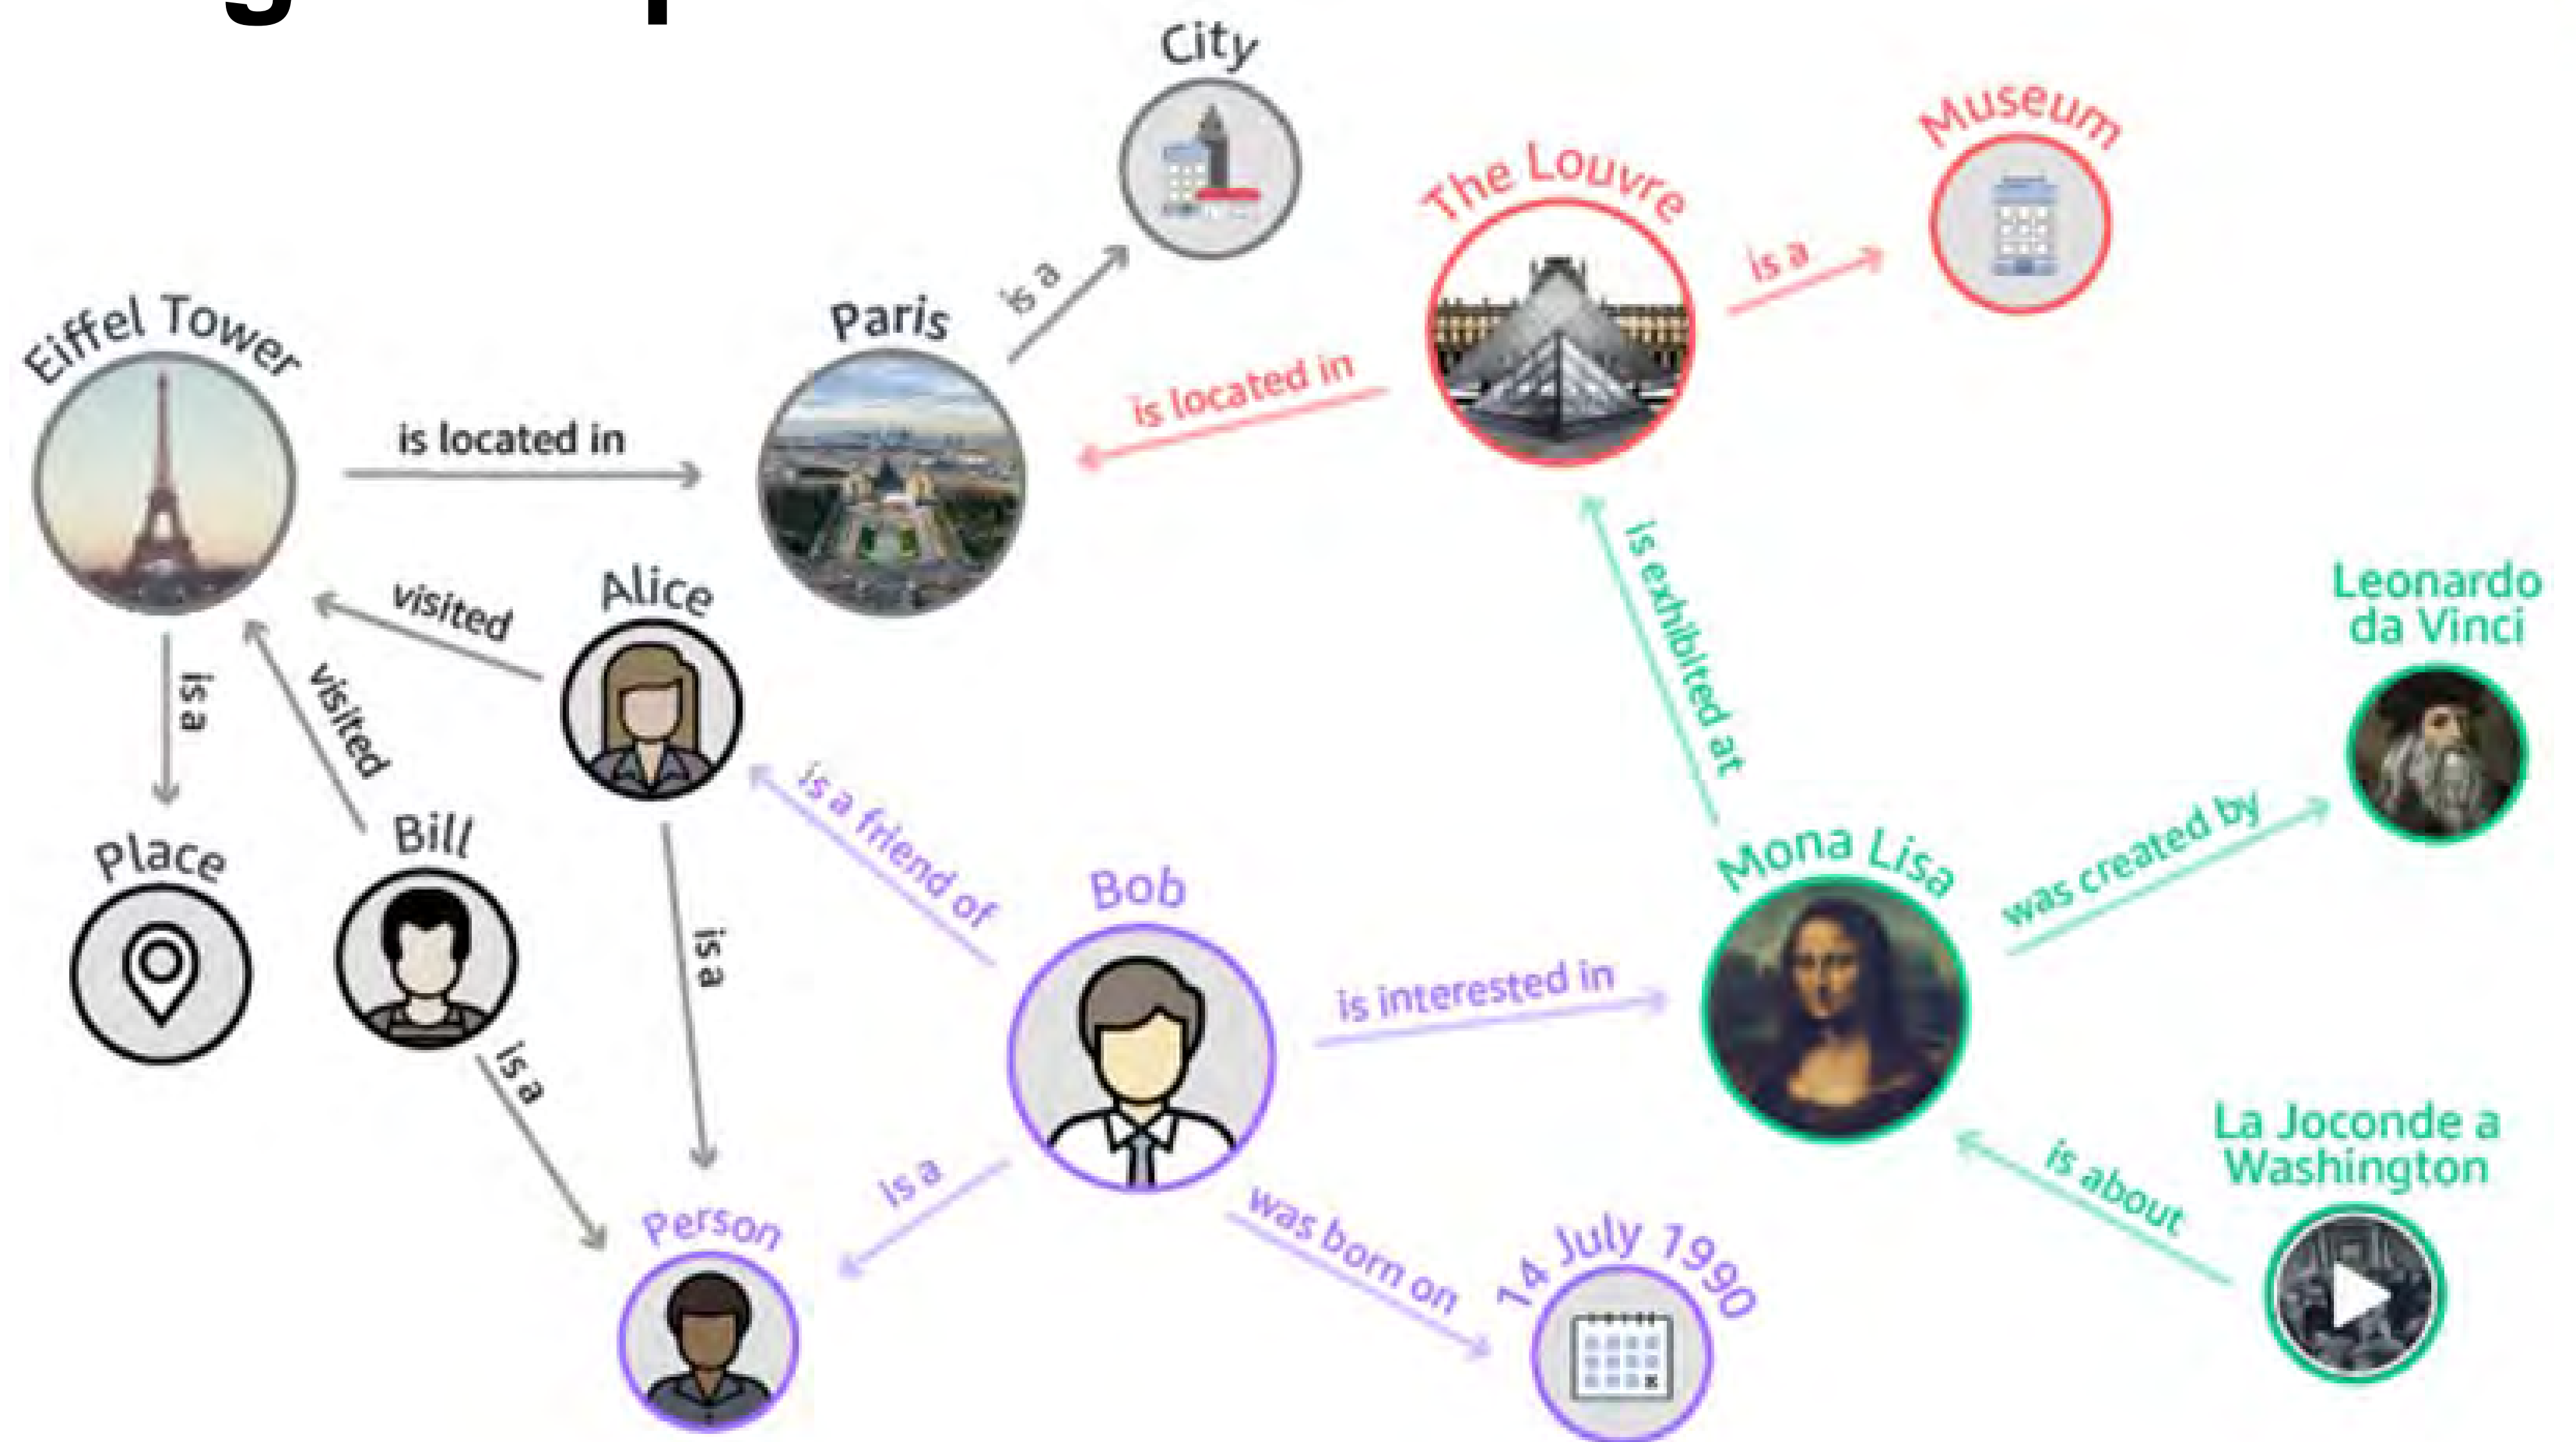 City
Museum
The Louvre
is a
is a
Paris
Eiffel Tower
is located in
is located in
is exhibited at
Leonardo
da Vinci
Alice
visited
visited
is a
Bill
Place
is a friend of
Bob
Mona Lisa
was created by
is a
is interested in
is a
La Joconde a
Washington
is about
is a
Person
was born on
14 July 1990